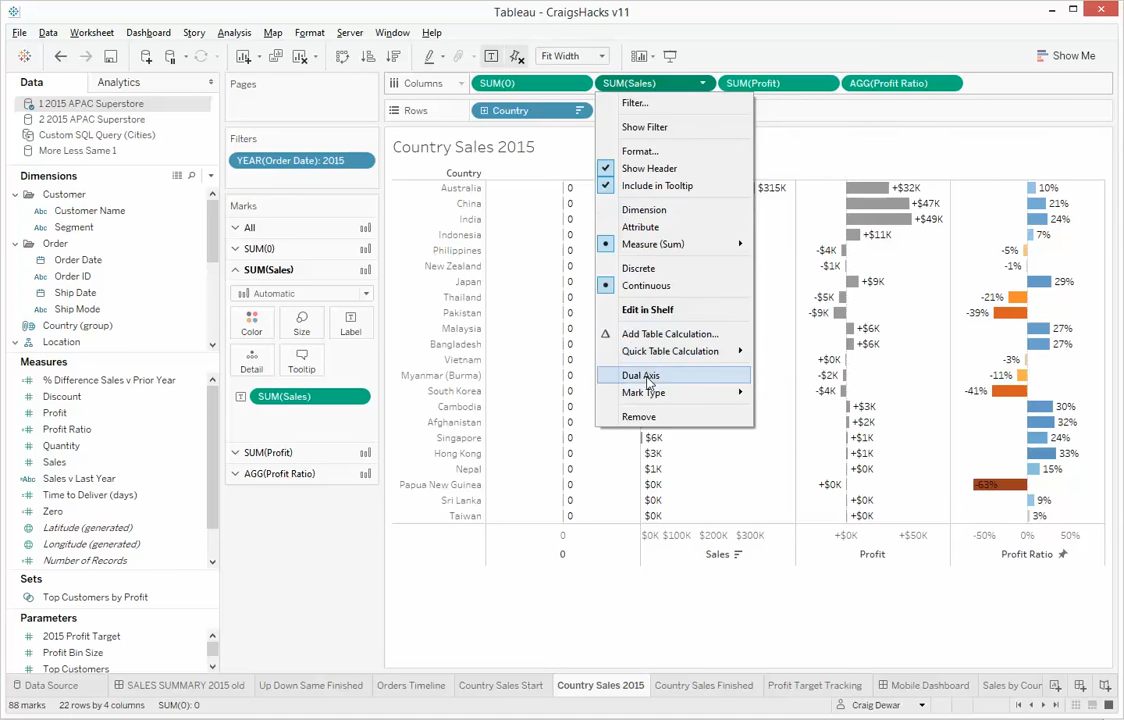 Tableau - CraigsHacks v11
File Data Worksheet Dashboard Story Analysis Map Format Server Window Help
Fit Width Show Me
Data Analytics
1 2015 APAC Superstore
2 2015 APAC Superstore
Custom SQL Query (Cities)
More Less Same 1
Dimensions
Customer
Abc Customer Name
Abc Segment
Order
Order Date
Abc Order ID
Ship Date
Abc Ship Mode
Country (group)
Location
Measures
% Difference Sales v Prior Year
Discount
Profit
Profit Ratio
Quantity
Sales
Abc Sales v Last Year
Time to Deliver (days)
Zero
Latitude (generated)
Longitude (generated)
Number of Records
Sets
Top Customers by Profit
Parameters
2015 Profit Target
Profit Bin Size
Top Customers
Pages
Filters
YEAR(Order Date): 2015
Marks
All
SUM(0)
SUM(Sales)
Automatic
Color Size Label
Detail Tooltip
SUM(Sales)
SUM(Profit)
AGG(Profit Ratio)
Columns SUM(0) SUM(Sales) SUM(Profit) AGG(Profit Ratio)
Rows Country
Filter...
Show Filter
Format...
Show Header
Include in Tooltip
Dimension
Attribute
Measure (Sum)
Discrete
Continuous
Edit in Shelf
Add Table Calculation...
Quick Table Calculation
Dual Axis
Mark Type
Remove
Country Sales 2015
Country
Australia 0 $315K +$32K 10%
China 0 +$47K 21%
India 0 +$49K 24%
Indonesia 0 +$11K 7%
Philippines 0 -$4K -5%
New Zealand 0 -$1K -1%
Japan 0 +$9K 29%
Thailand 0 -$5K -21%
Pakistan 0 -$9K -39%
Malaysia 0 +$6K 27%
Bangladesh 0 +$6K 27%
Vietnam 0 +$0K -3%
Myanmar (Burma) 0 -$2K -11%
South Korea 0 -$4K -41%
Cambodia 0 +$3K 30%
Afghanistan 0 +$2K 32%
Singapore 0 $6K +$1K 24%
Hong Kong 0 $3K +$1K 33%
Nepal 0 $1K +$0K 15%
Papua New Guinea 0 $0K +$0K -63%
Sri Lanka 0 $0K +$0K 9%
Taiwan 0 $0K +$0K 3%
0 $0K $100K $200K $300K +$0K +$50K -50% 0% 50%
0 Sales Profit Profit Ratio
Data Source SALES SUMMARY 2015 old Up Down Same Finished Orders Timeline Country Sales Start Country Sales 2015 Country Sales Finished Profit Target Tracking Mobile Dashboard Sales by Cour
88 marks 22 rows by 4 columns SUM(0): 0 Craig Dewar